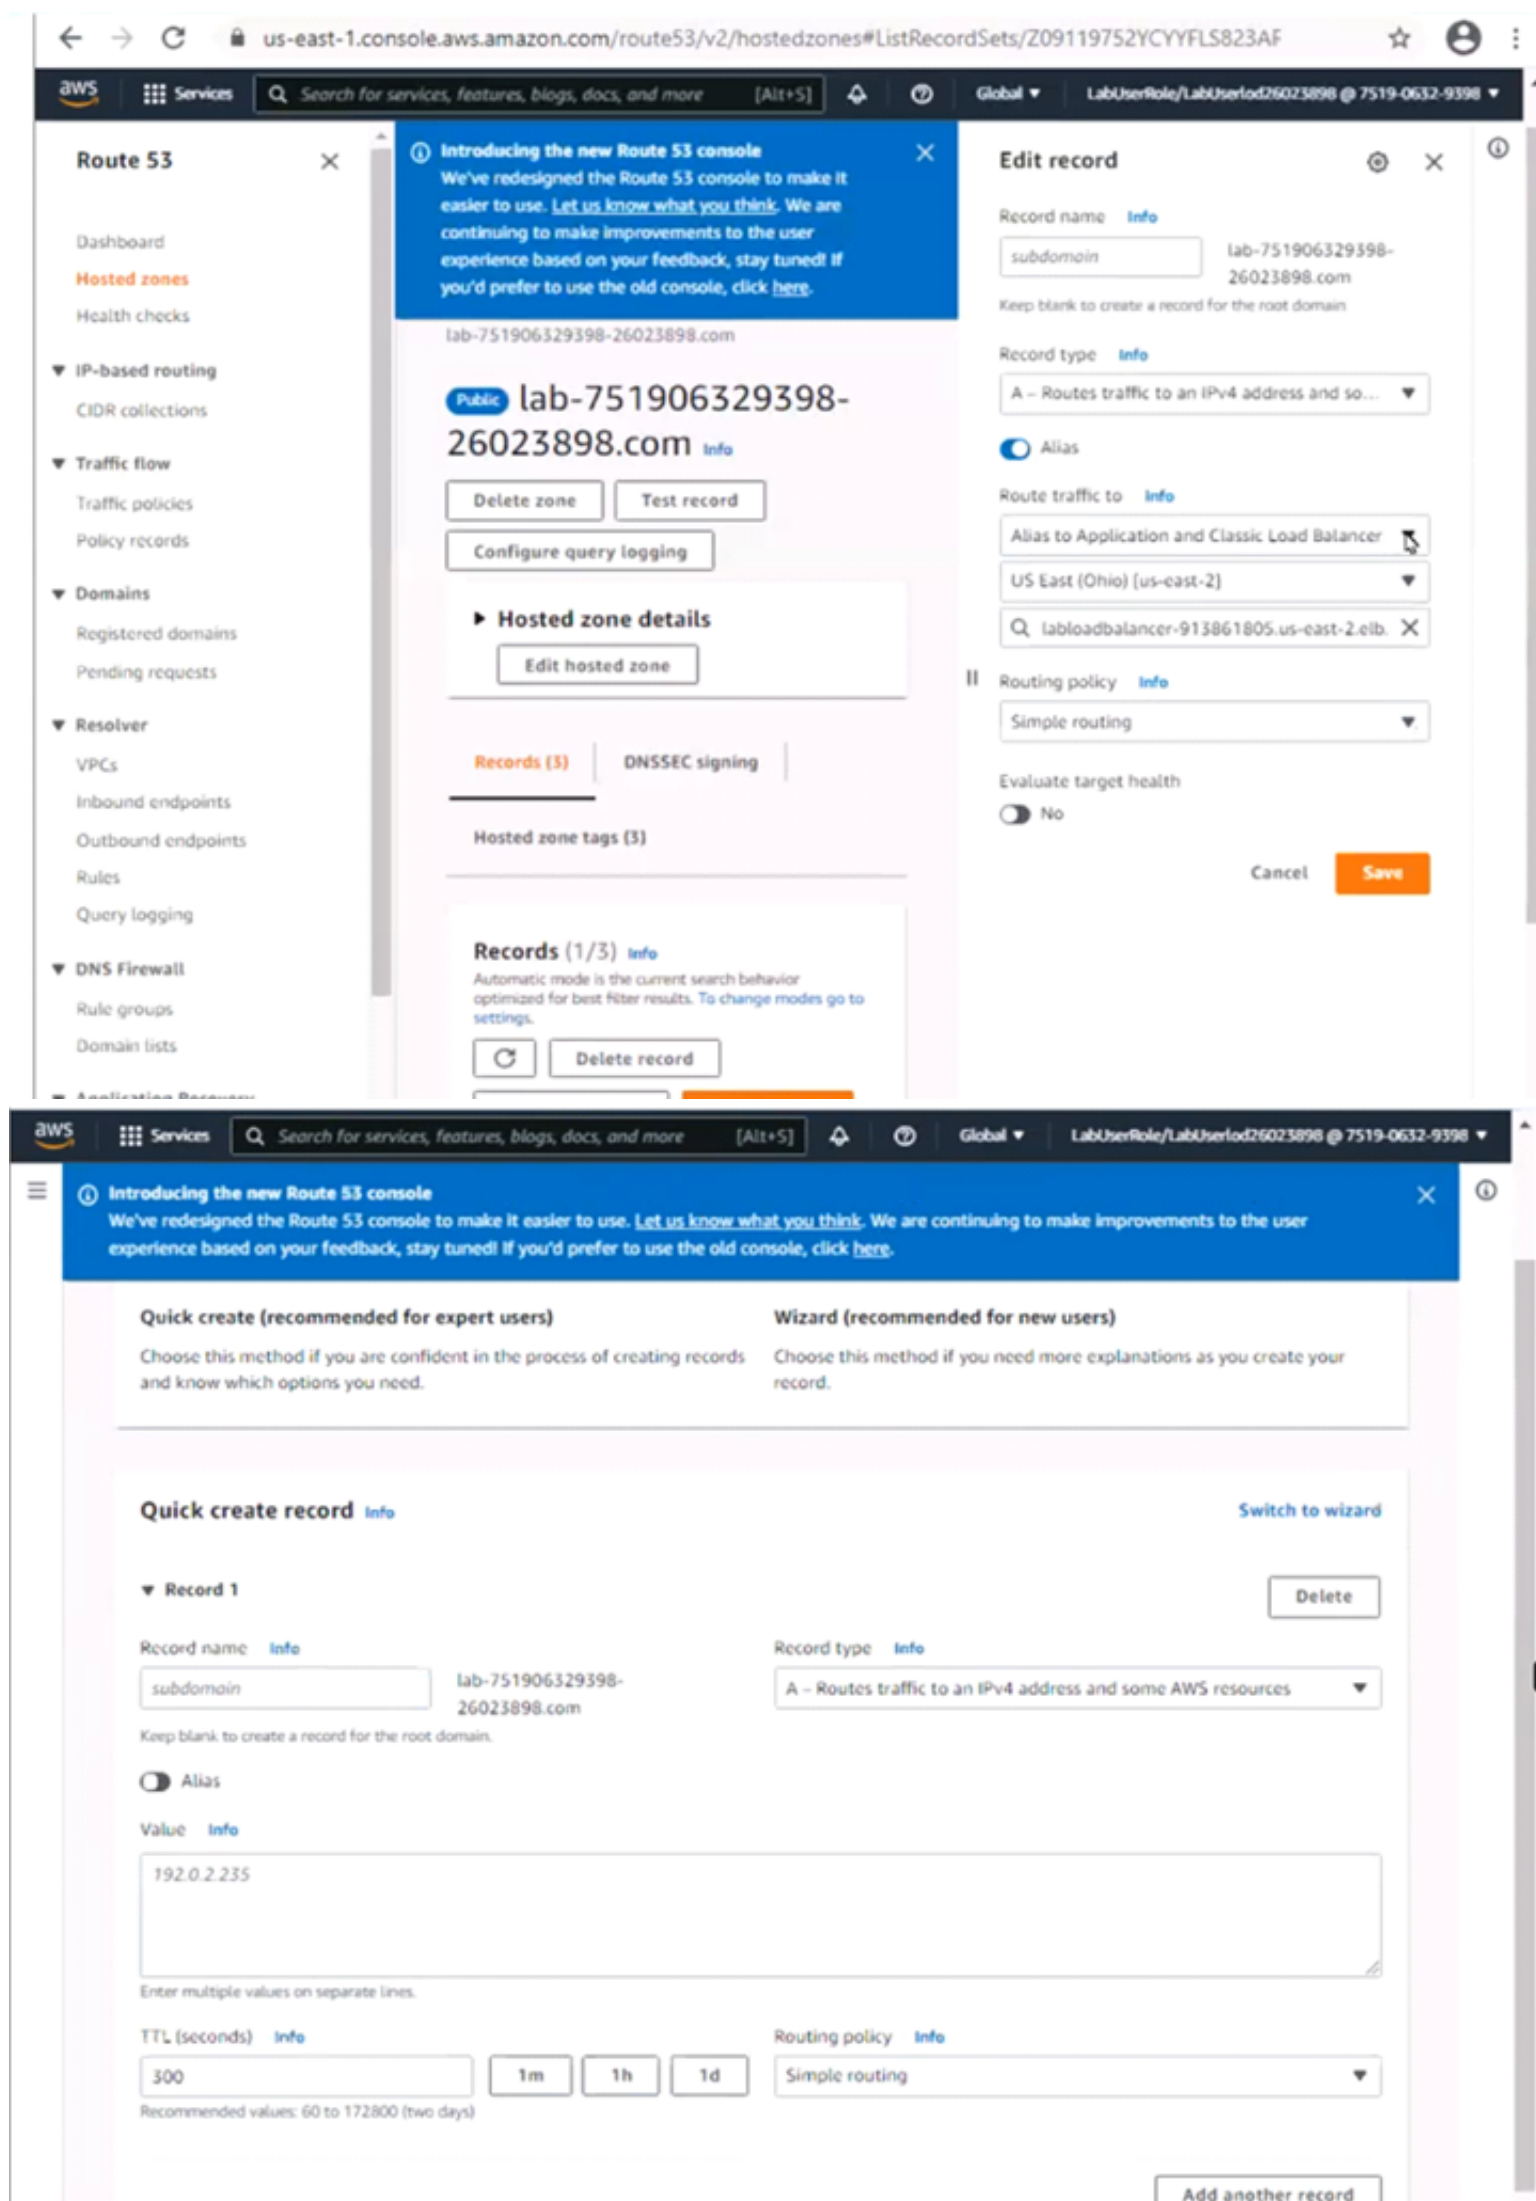 us-east-1.console.aws.amazon.com/route53/v2/hostedzones#ListRecordSets/Z09119752YCYYFLS823AF
aws
Services
Search for services, features, blogs, docs, and more
[Alt+S]
Global
LabUserRole/LabUserlod26023898 @ 7519-0632-9398
Route 53
Dashboard
Hosted zones
Health checks
IP-based routing
CIDR collections
Traffic flow
Traffic policies
Policy records
Domains
Registered domains
Pending requests
Resolver
VPCs
Inbound endpoints
Outbound endpoints
Rules
Query logging
DNS Firewall
Rule groups
Domain lists
Application Recovery
Introducing the new Route 53 console
We've redesigned the Route 53 console to make it
easier to use. Let us know what you think. We are
continuing to make improvements to the user
experience based on your feedback, stay tuned! If
you'd prefer to use the old console, click here.
lab-751906329398-26023898.com
Public lab-751906329398-
26023898.com Info
Delete zone
Test record
Configure query logging
Hosted zone details
Edit hosted zone
Records (3)
DNSSEC signing
Hosted zone tags (3)
Records (1/3) Info
Automatic mode is the current search behavior
optimized for best filter results. To change modes go to
settings.
Delete record
Edit record
Record name Info
subdomain
lab-751906329398-
26023898.com
Keep blank to create a record for the root domain
Record type Info
A – Routes traffic to an IPv4 address and so...
Alias
Route traffic to Info
Alias to Application and Classic Load Balancer
US East (Ohio) [us-east-2]
labloadbalancer-913861805.us-east-2.elb.
Routing policy Info
Simple routing
Evaluate target health
No
Cancel
Save
aws
Services
Search for services, features, blogs, docs, and more
[Alt+S]
Global
LabUserRole/LabUserlod26023898 @ 7519-0632-9398
Introducing the new Route 53 console
We've redesigned the Route 53 console to make it easier to use. Let us know what you think. We are continuing to make improvements to the user
experience based on your feedback, stay tuned! If you'd prefer to use the old console, click here.
Quick create (recommended for expert users)
Choose this method if you are confident in the process of creating records
and know which options you need.
Wizard (recommended for new users)
Choose this method if you need more explanations as you create your
record.
Quick create record Info
Switch to wizard
Record 1
Delete
Record name Info
subdomain
lab-751906329398-
26023898.com
Keep blank to create a record for the root domain.
Record type Info
A – Routes traffic to an IPv4 address and some AWS resources
Alias
Value Info
192.0.2.235
Enter multiple values on separate lines.
TTL (seconds) Info
300
1m
1h
1d
Recommended values: 60 to 172800 (two days)
Routing policy Info
Simple routing
Add another record